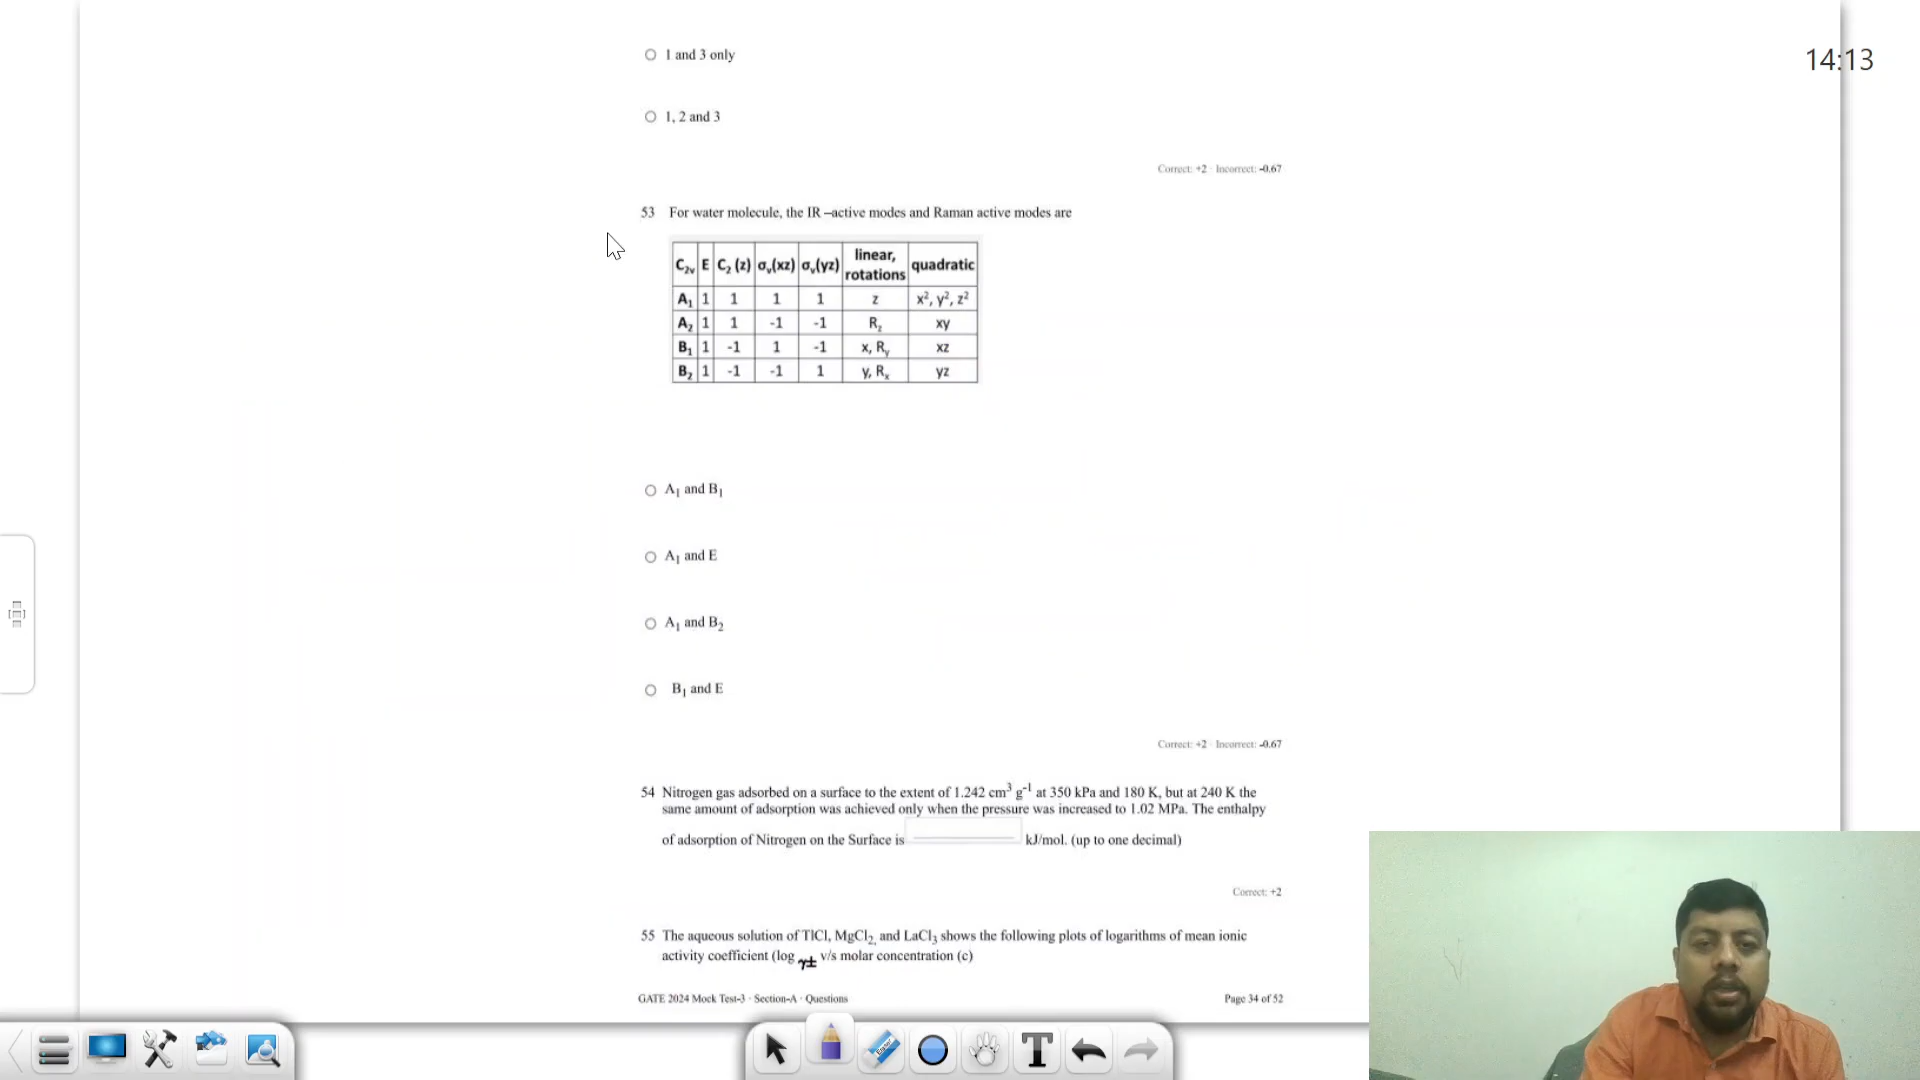 1 and 3 only
14:13
1, 2 and 3
Correct: +2 · Incorrect: -0.67
53 For water molecule, the IR –active modes and Raman active modes are
C2v E C2 (z) σv(xz) σv(yz) linear, rotations quadratic
A1 1 1 1 1 z x², y², z²
A2 1 1 -1 -1 Rz xy
B1 1 -1 1 -1 x, Ry xz
B2 1 -1 -1 1 y, Rx yz
A1 and B1
A1 and E
A1 and B2
B1 and E
Correct: +2 · Incorrect: -0.67
54 Nitrogen gas adsorbed on a surface to the extent of 1.242 cm³ g⁻¹ at 350 kPa and 180 K, but at 240 K the
same amount of adsorption was achieved only when the pressure was increased to 1.02 MPa. The enthalpy
of adsorption of Nitrogen on the Surface is ____________ kJ/mol. (up to one decimal)
Correct: +2
55 The aqueous solution of TlCl, MgCl2, and LaCl3 shows the following plots of logarithms of mean ionic
activity coefficient (log γ± v/s molar concentration (c)
GATE 2024 Mock Test-3 · Section-A · Questions
Page 34 of 52
Eraser
T